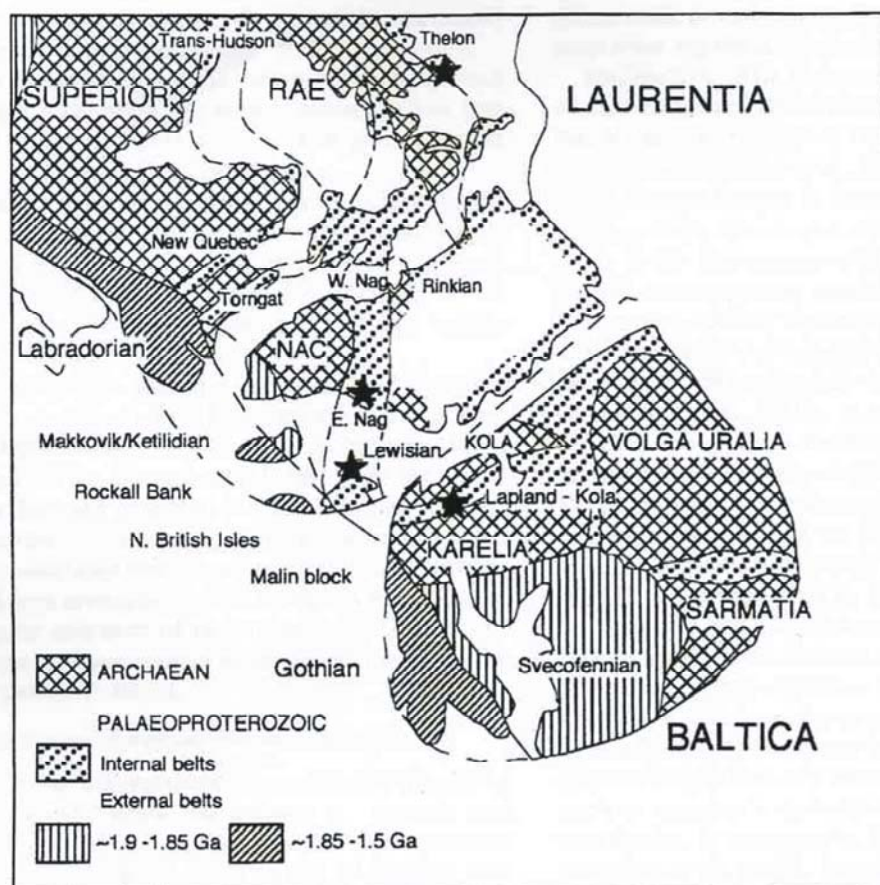 Trans-Hudson
Thelon
SUPERIOR
RAE
LAURENTIA
New Quebec
W. Nag
Rinkian
Torngat
Labradorian
NAC
E. Nag
Makkovik/Ketilidian
Lewisian
KOLA
VOLGA URALIA
Rockall Bank
Lapland - Kola
N. British Isles
KARELIA
Malin block
SARMATIA
Gothian
Svecofennian
BALTICA
ARCHAEAN
PALAEOPROTEROZOIC
Internal belts
External belts
~1.9 -1.85 Ga
~1.85 -1.5 Ga